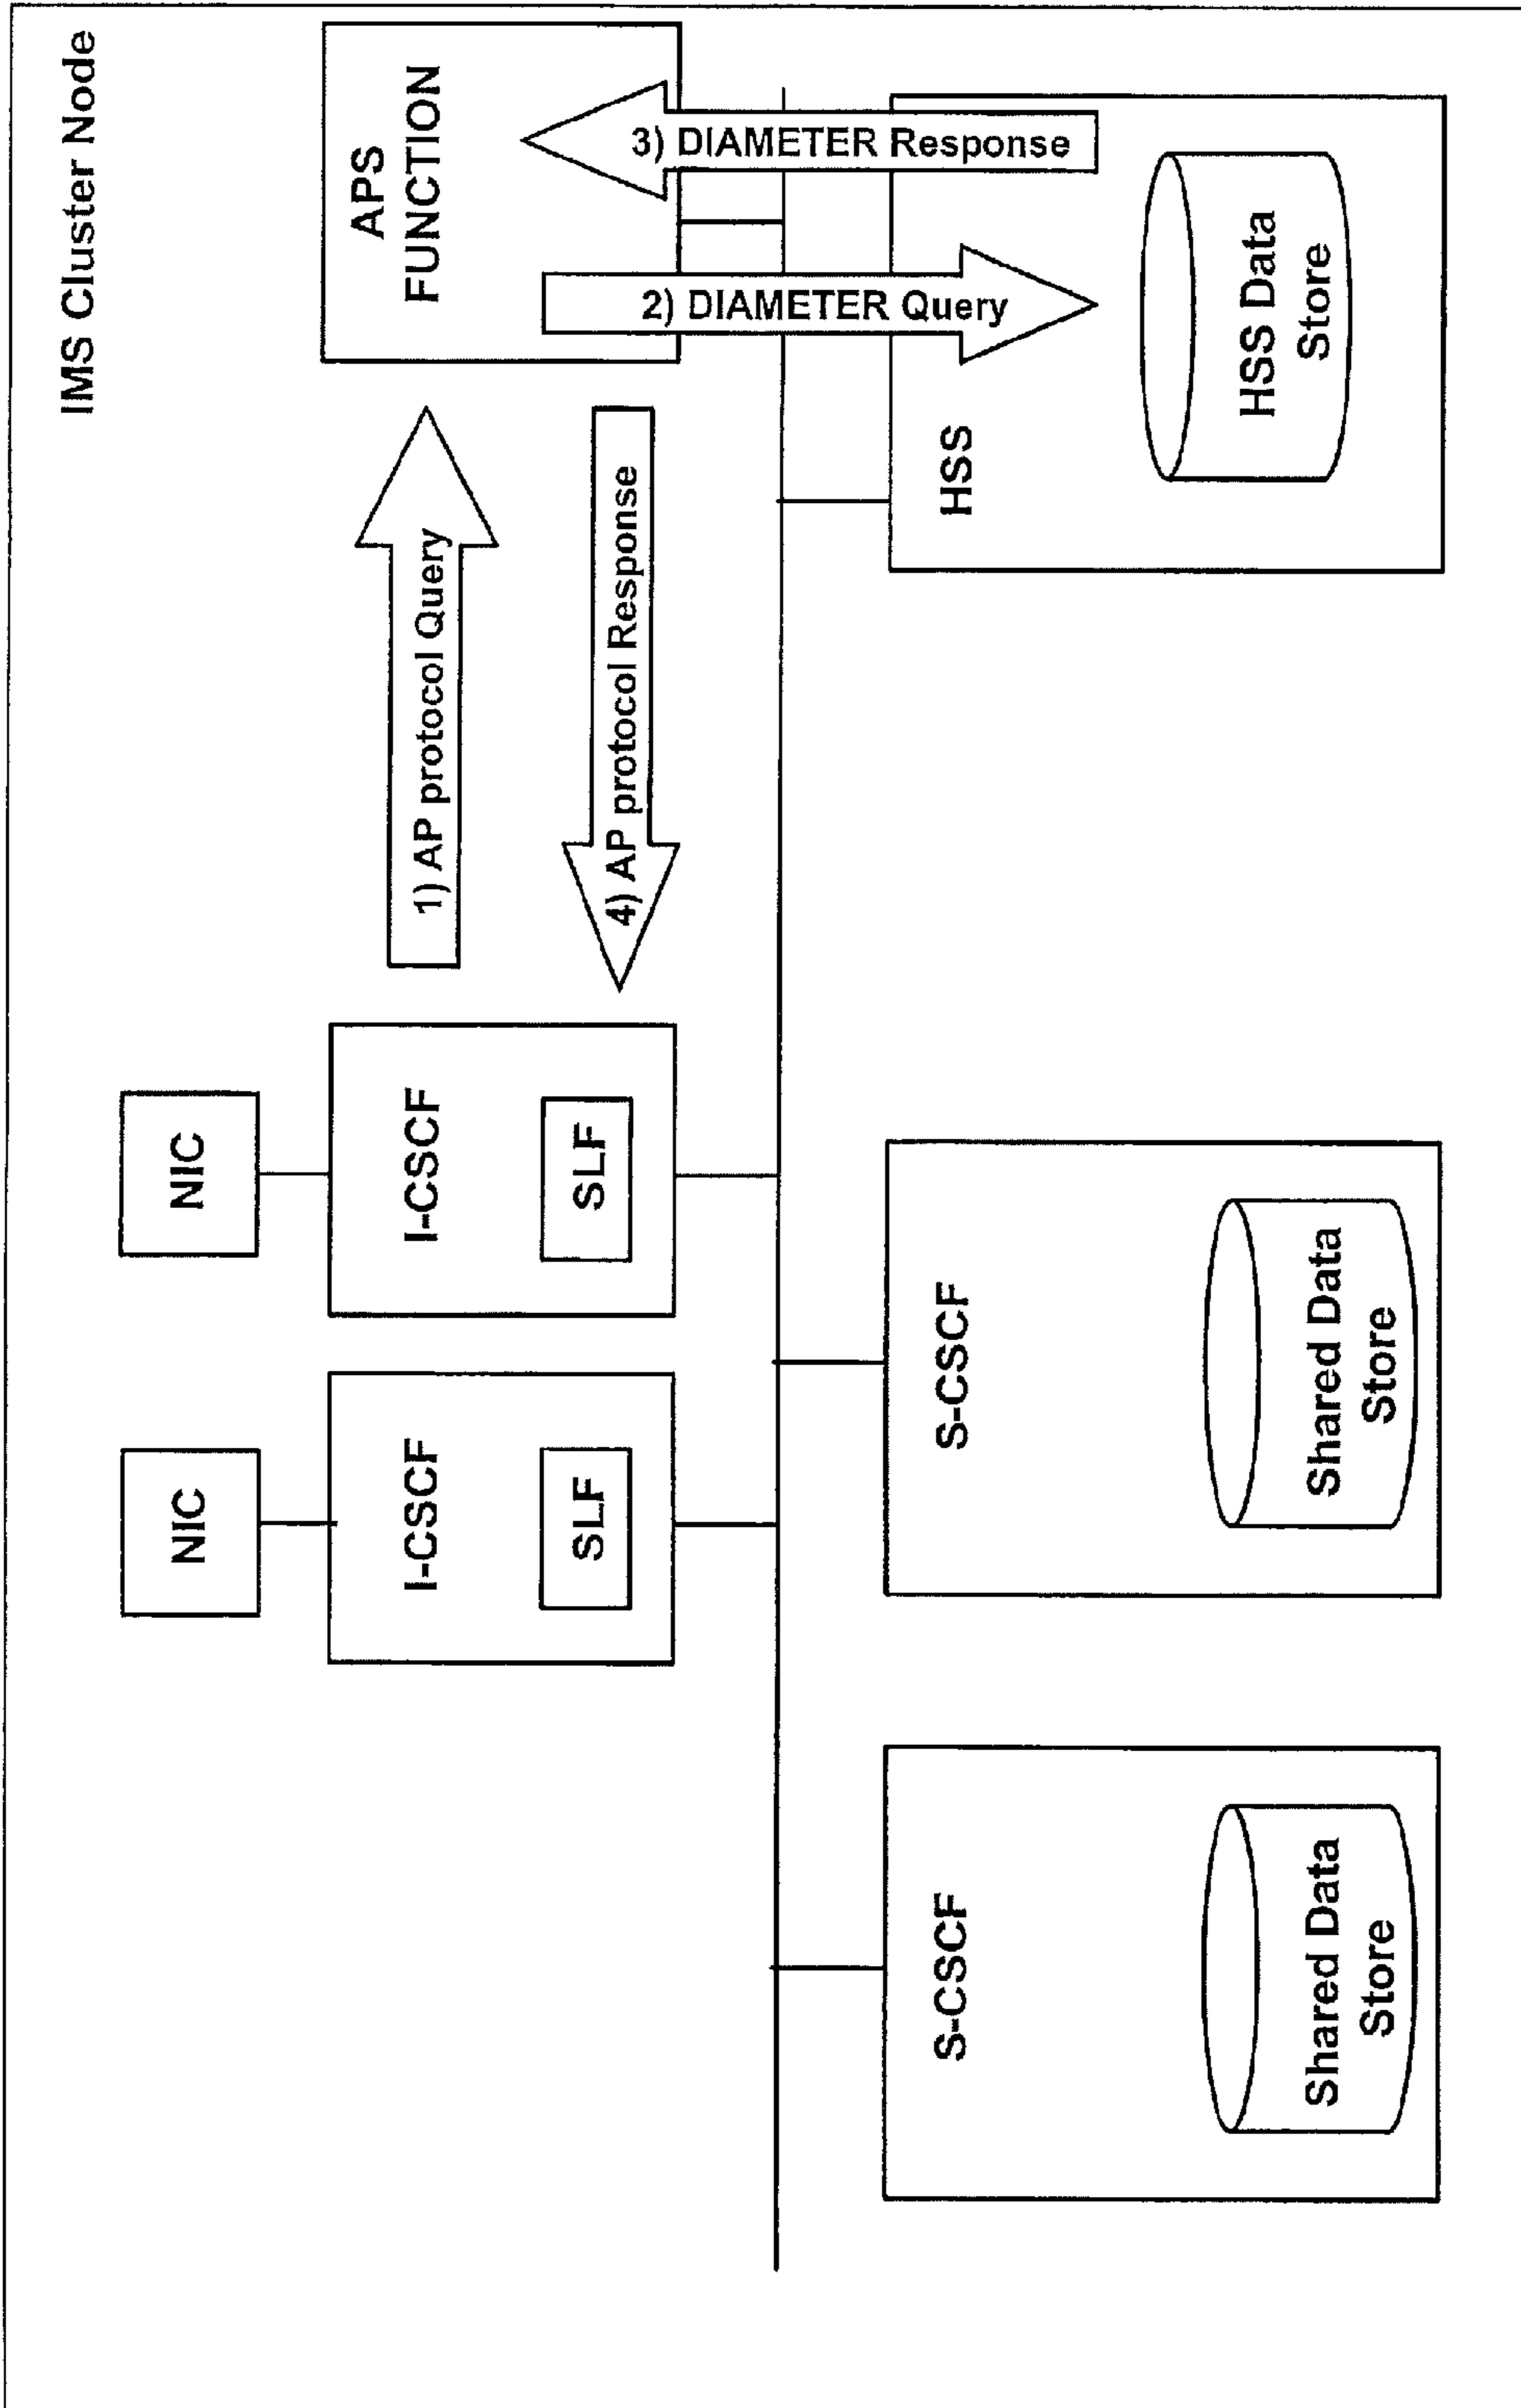 IMS Cluster Node
NIC
NIC
I-CSCF
SLF
I-CSCF
SLF
1) AP protocol Query
4) AP protocol Response
APS
FUNCTION
2) DIAMETER Query
3) DIAMETER Response
S-CSCF
Shared Data
Store
S-CSCF
Shared Data
Store
HSS
HSS Data
Store